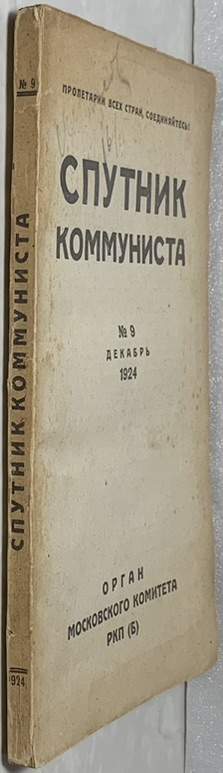 ПРОЛЕТАРИИ ВСЕХ СТРАН, СОЕДИНЯЙТЕСЬ!
СПУТНИК
КОММУНИСТА
№ 9
ДЕКАБРЬ
1924
ОРГАН
МОСКОВСКОГО КОМИТЕТА
РКП (Б)
№ 9
СПУТНИК КОММУНИСТА
1924